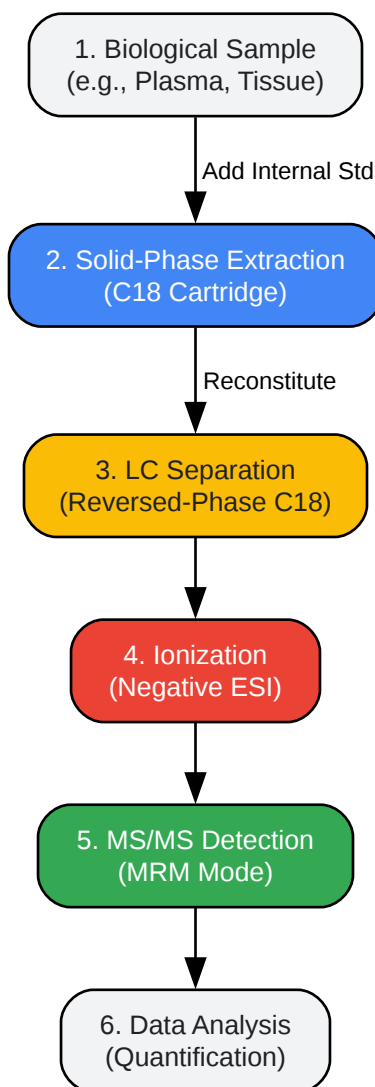 1. Biological Sample
(e.g., Plasma, Tissue)
Add Internal Std
2. Solid-Phase Extraction
(C18 Cartridge)
Reconstitute
3. LC Separation
(Reversed-Phase C18)
4. Ionization
(Negative ESI)
5. MS/MS Detection
(MRM Mode)
6. Data Analysis
(Quantification)